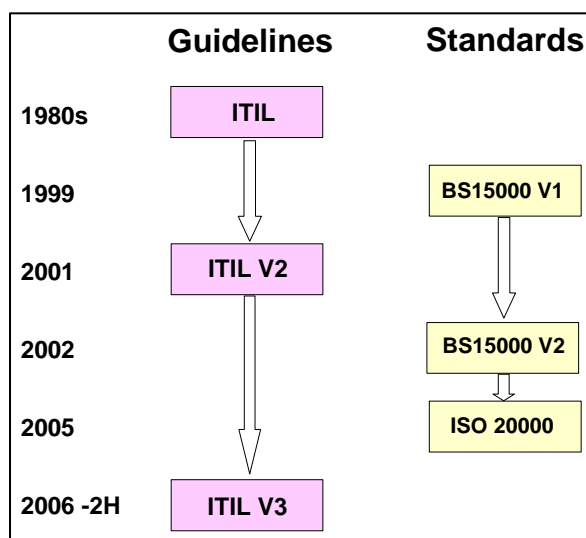 Guidelines Standards
1980s ITIL
1999 BS15000 V1
2001 ITIL V2
2002 BS15000 V2
2005 ISO 20000
2006 -2H ITIL V3